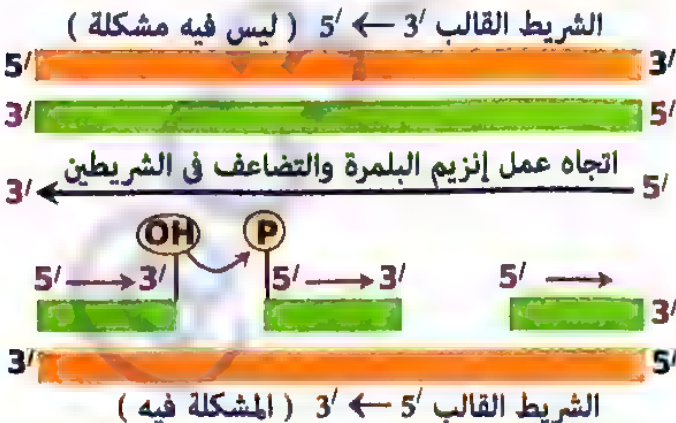 الشريط القالب 3/ ← 5/ ( ليس فيه مشكلة )
5/ 3/
3/ 5/
اتجاه عمل إنزيم البلمرة والتضاعف فى الشريطين
3/ 5/
OH P
5/ → 3/ 5/ → 3/ 5/ →
3/
3/ 5/
الشريط القالب 5/ ← 3/ ( المشكلة فيه )